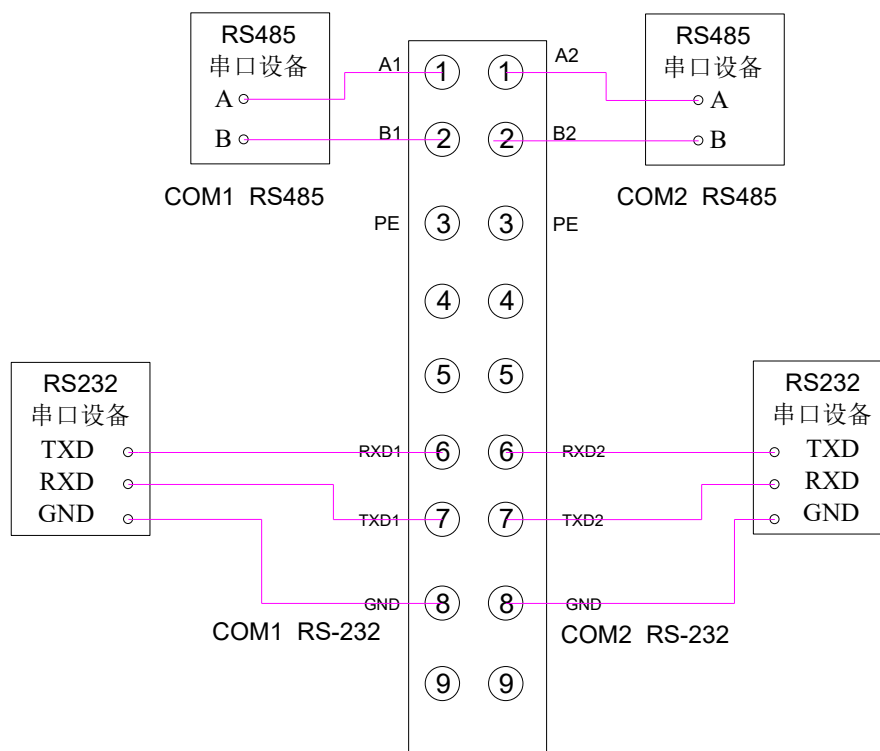 RS485
串口设备
A
B
COM1 RS485
RS485
串口设备
A
B
COM2 RS485
A1 1 1 A2
B1 2 2 B2
PE 3 3 PE
4 4
5 5
RXD1 6 6 RXD2
TXD1 7 7 TXD2
GND 8 8 GND
9 9
RS232
串口设备
TXD
RXD
GND
COM1 RS-232
RS232
串口设备
TXD
RXD
GND
COM2 RS-232